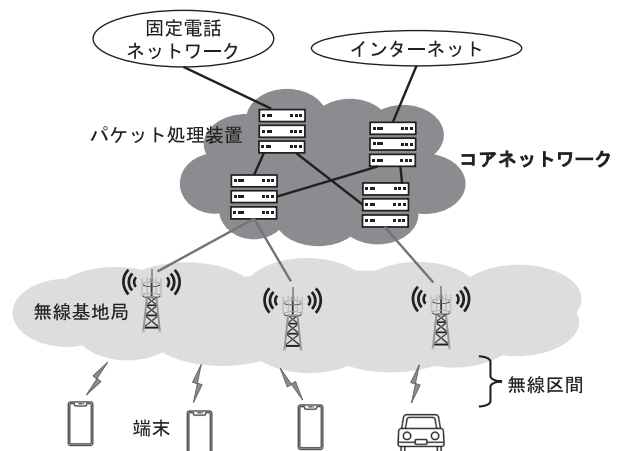 固定電話
ネットワーク
インターネット
パケット処理装置
コアネットワーク
無線基地局
無線区間
端末